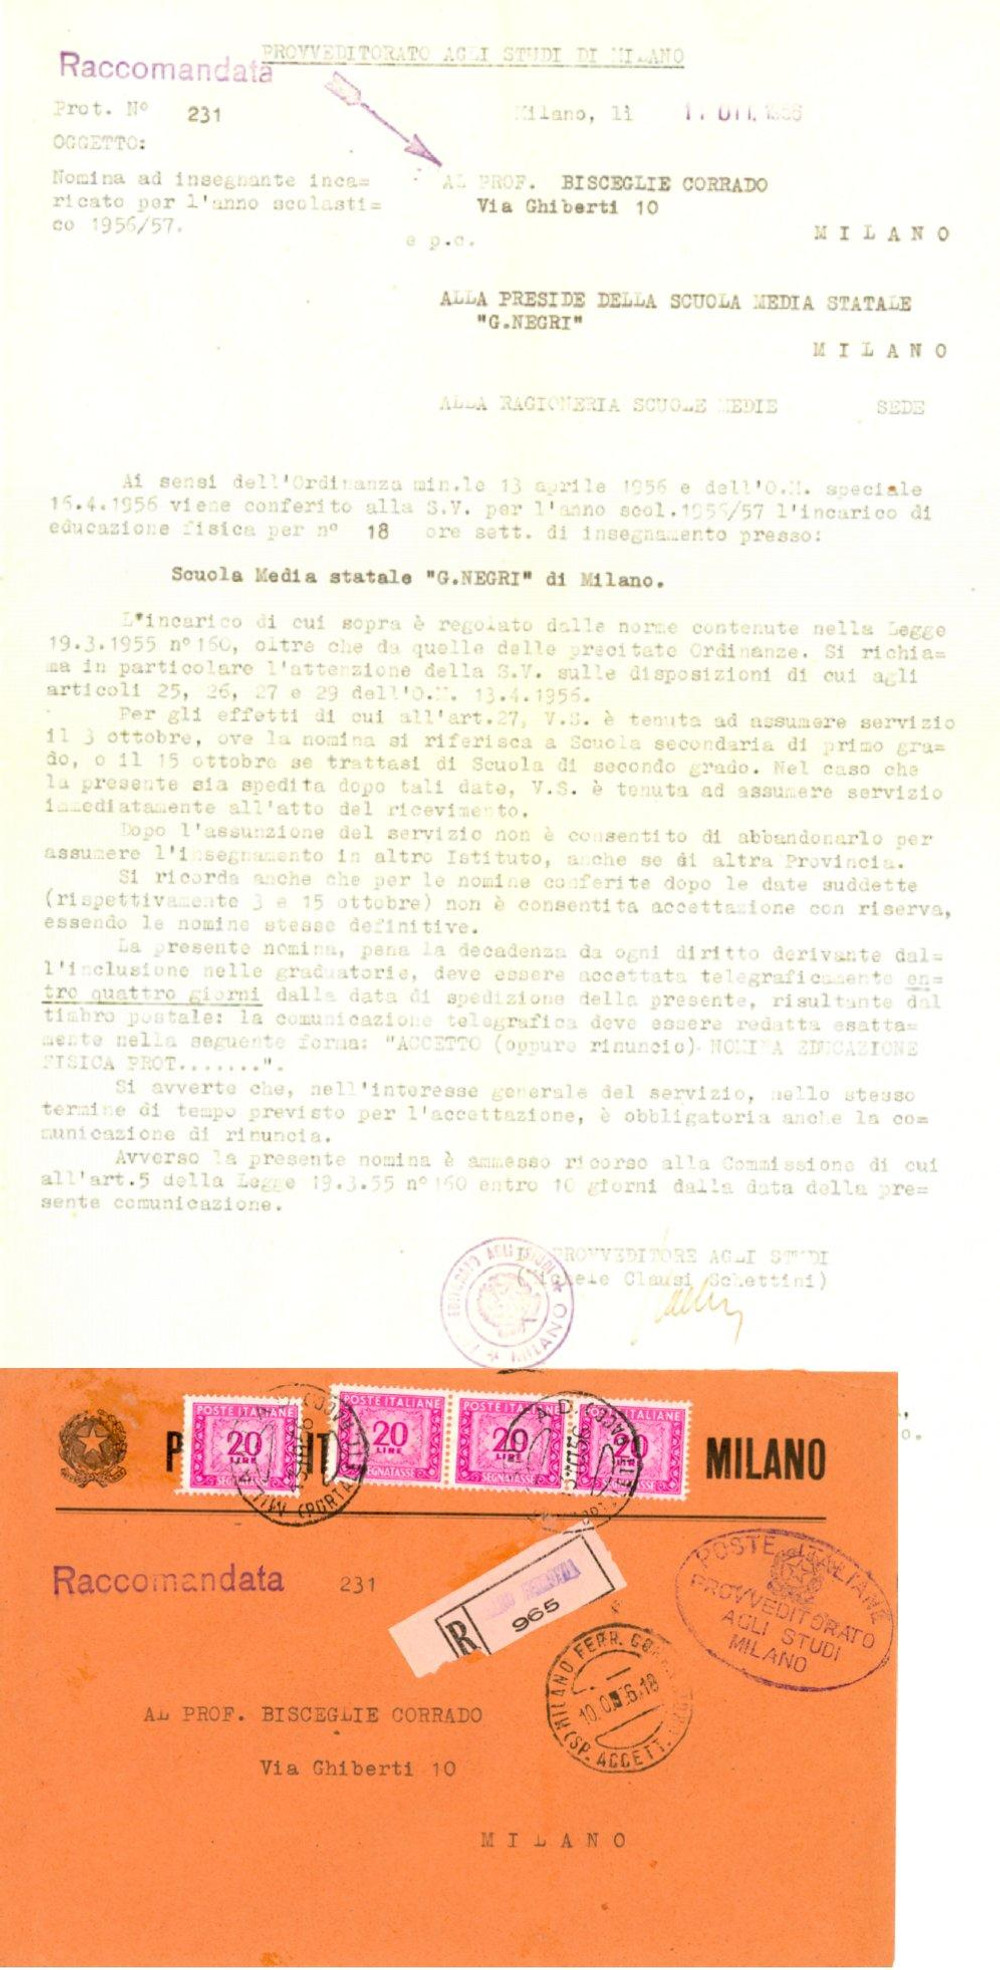 PROVVEDITORATO AGLI STUDI DI MILANO
Raccomandata
Prot. N° 231
Milano, lì
OGGETTO:
Nomina ad insegnante inca=
ricato per l'anno scolasti=
co 1956/57.
AL PROF. BISCEGLIE CORRADO
Via Ghiberti 10
MILANO
e p.c.
ALLA PRESIDE DELLA SCUOLA MEDIA STATALE
"G.NEGRI"
MILANO
ALLA RAGIONERIA SCUOLE MEDIE SEDE
Ai sensi dell'Ordinanza min.le 13 aprile 1956 e dell'O.M. speciale
16.4.1956 viene conferito alla S.V. per l'anno scol.1956/57 l'incarico di
educazione fisica per n° 18 ore sett. di insegnamento presso:
Scuola Media statale "G.NEGRI" di Milano.
L'incarico di cui sopra è regolato dalle norme contenute nella Legge
19.3.1955 n°160, oltre che da quelle delle precitate Ordinanze. Si richia=
ma in particolare l'attenzione della S.V. sulle disposizioni di cui agli
articoli 25, 26, 27 e 29 dell'O.M. 13.4.1956.
Per gli effetti di cui all'art.27, V.S. è tenuta ad assumere servizio
il 3 ottobre, ove la nomina si riferisca a Scuola secondaria di primo gra=
do, o il 15 ottobre se trattasi di Scuola di secondo grado. Nel caso che
la presente sia spedita dopo tali date, V.S. è tenuta ad assumere servizio
immediatamente all'atto del ricevimento.
Dopo l'assunzione del servizio non è consentito di abbandonarlo per
assumere l'insegnamento in altro Istituto, anche se di altra Provincia.
Si ricorda anche che per le nomine conferite dopo le date suddette
(rispettivamente 3 e 15 ottobre) non è consentita accettazione con riserva,
essendo le nomine stesse definitive.
La presente nomina, pena la decadenza da ogni diritto derivante dal=
l'inclusione nelle graduatorie, deve essere accettata telegraficamente en=
tro quattro giorni dalla data di spedizione della presente, risultante dal
timbro postale: la comunicazione telegrafica deve essere redatta esatta=
mente nella seguente forma: "ACCETTO (oppure rinuncio) NOMINA EDUCAZIONE
FISICA PROT.......".
Si avverte che, nell'interesse generale del servizio, nello stesso
termine di tempo previsto per l'accettazione, è obbligatoria anche la co=
municazione di rinuncia.
Avverso la presente nomina è ammesso ricorso alla Commissione di cui
all'art.5 della Legge 19.3.55 n°160 entro 10 giorni dalla data della pre=
sente comunicazione.
IL PROVVEDITORE AGLI STUDI
(Michele Clausi Schettini)
MILANO
POSTE ITALIANE
20
LIRE
SEGNATASSE
POSTE ITALIANE
20
LIRE
SEGNATASSE
POSTE ITALIANE
20
LIRE
SEGNATASSE
POSTE ITALIANE
20
LIRE
SEGNATASSE
MILANO
Raccomandata 231
R
965
POSTE ITALIANE
PROVVEDITORATO
AGLI STUDI
MILANO
MILANO FERR.
(SP. ACCETT.
AL PROF. BISCEGLIE CORRADO
Via Ghiberti 10
MILANO